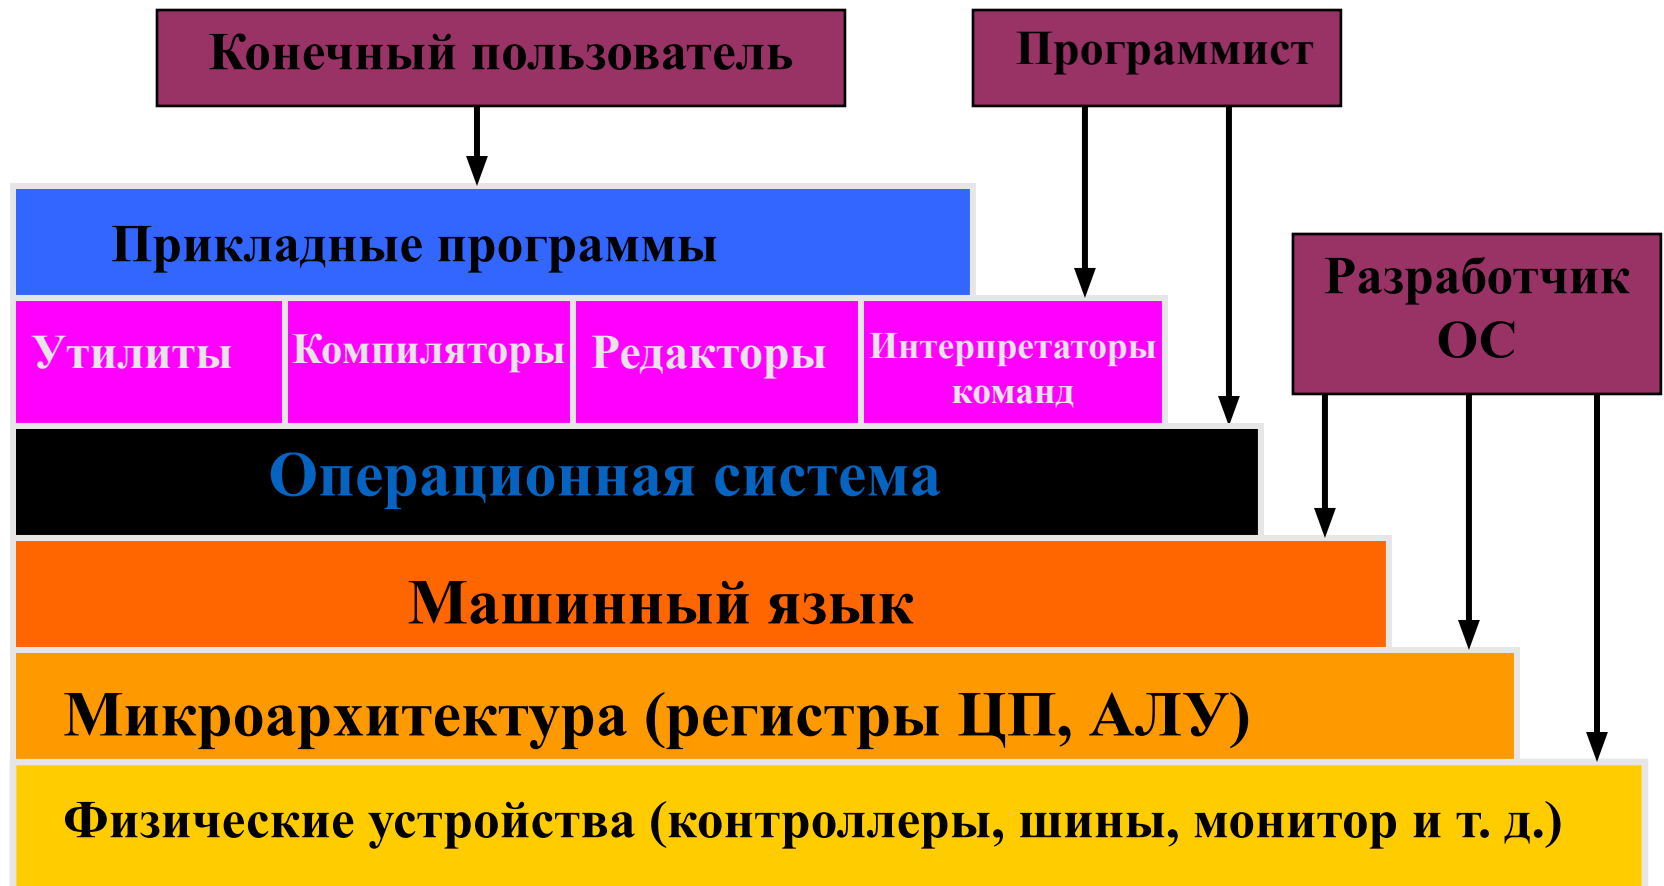 Конечный пользователь
Программист
Прикладные программы
Разработчик
ОС
Утилиты
Компиляторы
Редакторы
Интерпретаторы
команд
Операционная система
Машинный язык
Микроархитектура (регистры ЦП, АЛУ)
Физические устройства (контроллеры, шины, монитор и т. д.)